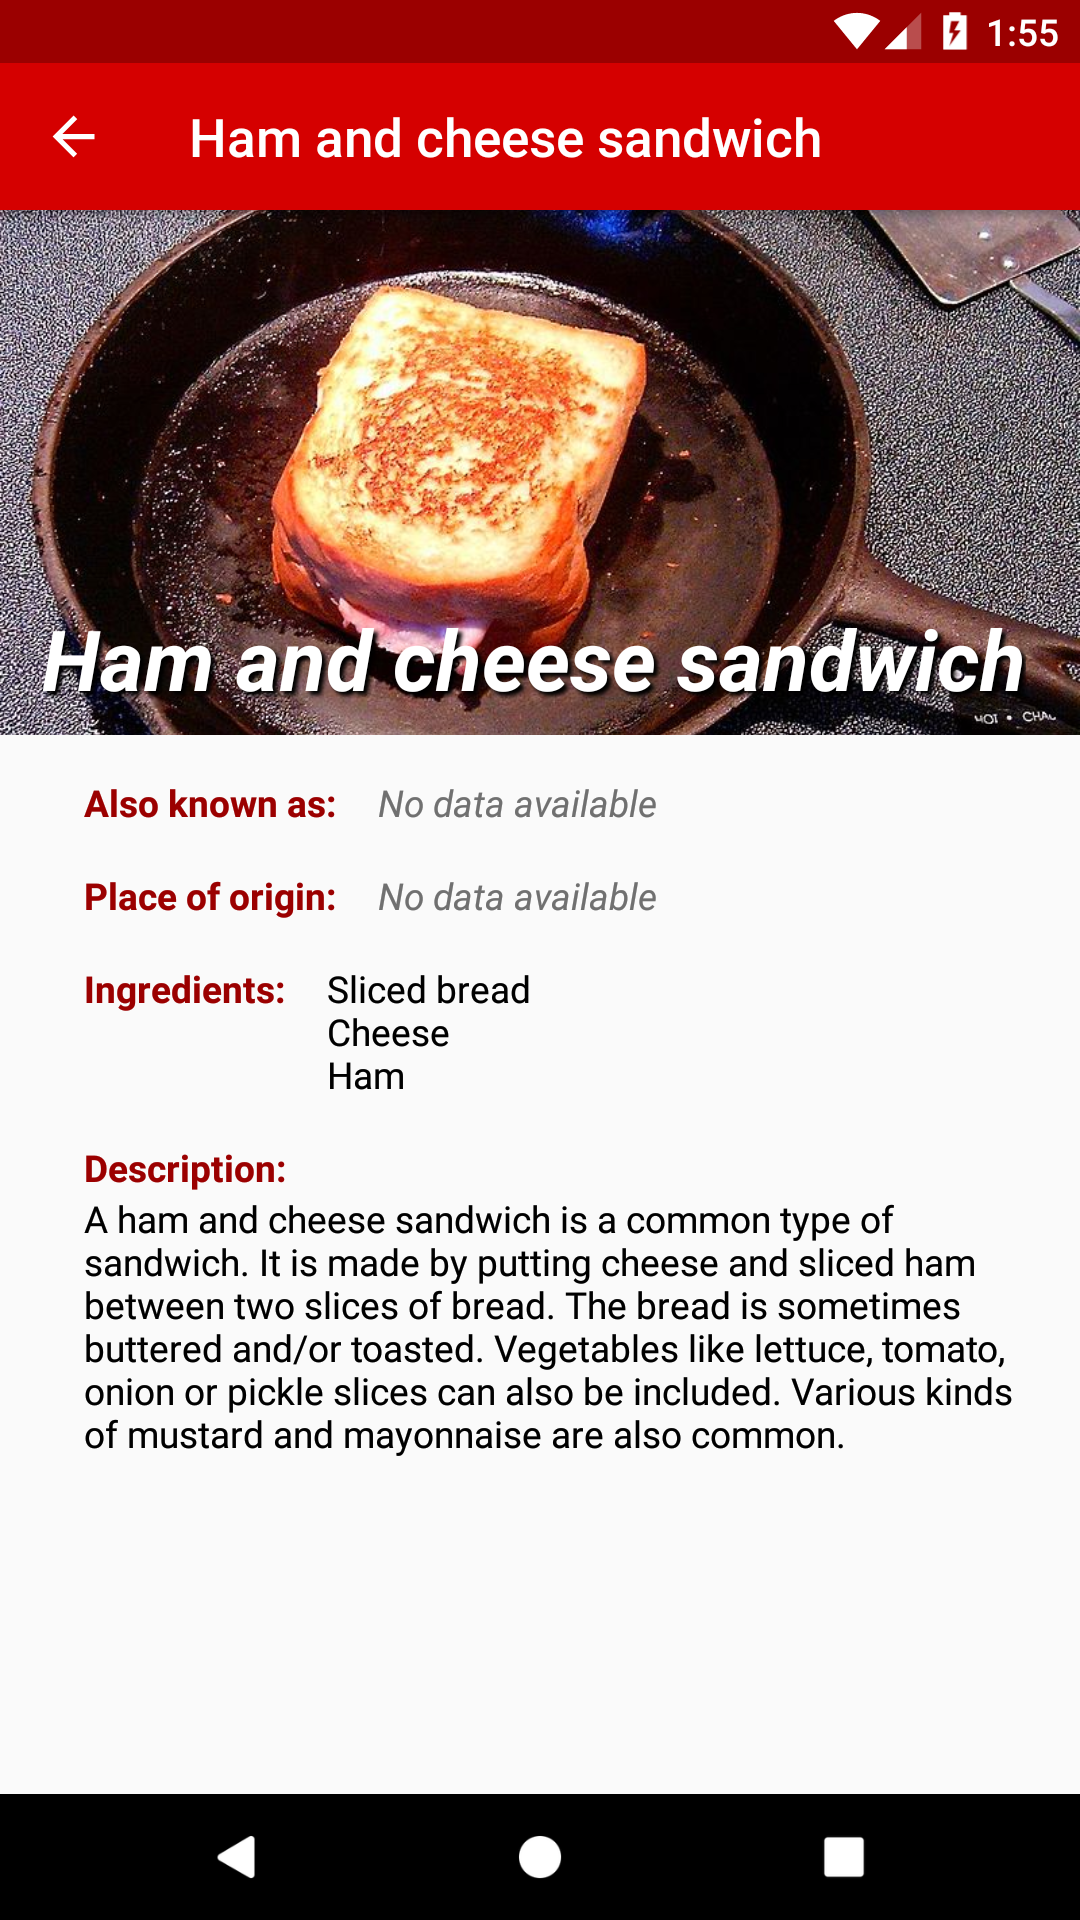 1:55
Ham and cheese sandwich
HOT • CHA
Ham and cheese sandwich
Also known as: No data available
Place of origin: No data available
Ingredients: Sliced bread
Cheese
Ham
Description:
A ham and cheese sandwich is a common type of
sandwich. It is made by putting cheese and sliced ham
between two slices of bread. The bread is sometimes
buttered and/or toasted. Vegetables like lettuce, tomato,
onion or pickle slices can also be included. Various kinds
of mustard and mayonnaise are also common.